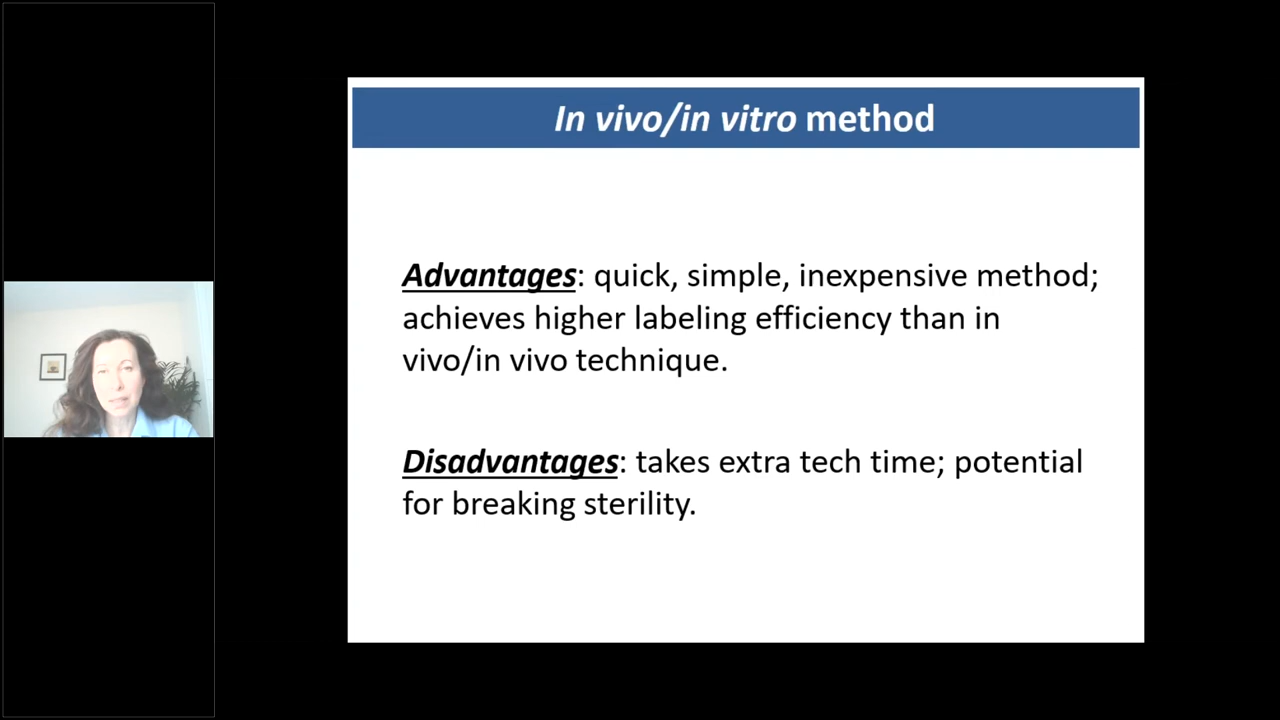 In vivo/in vitro method
Advantages: quick, simple, inexpensive method;
achieves higher labeling efficiency than in
vivo/in vivo technique.
Disadvantages: takes extra tech time; potential
for breaking sterility.